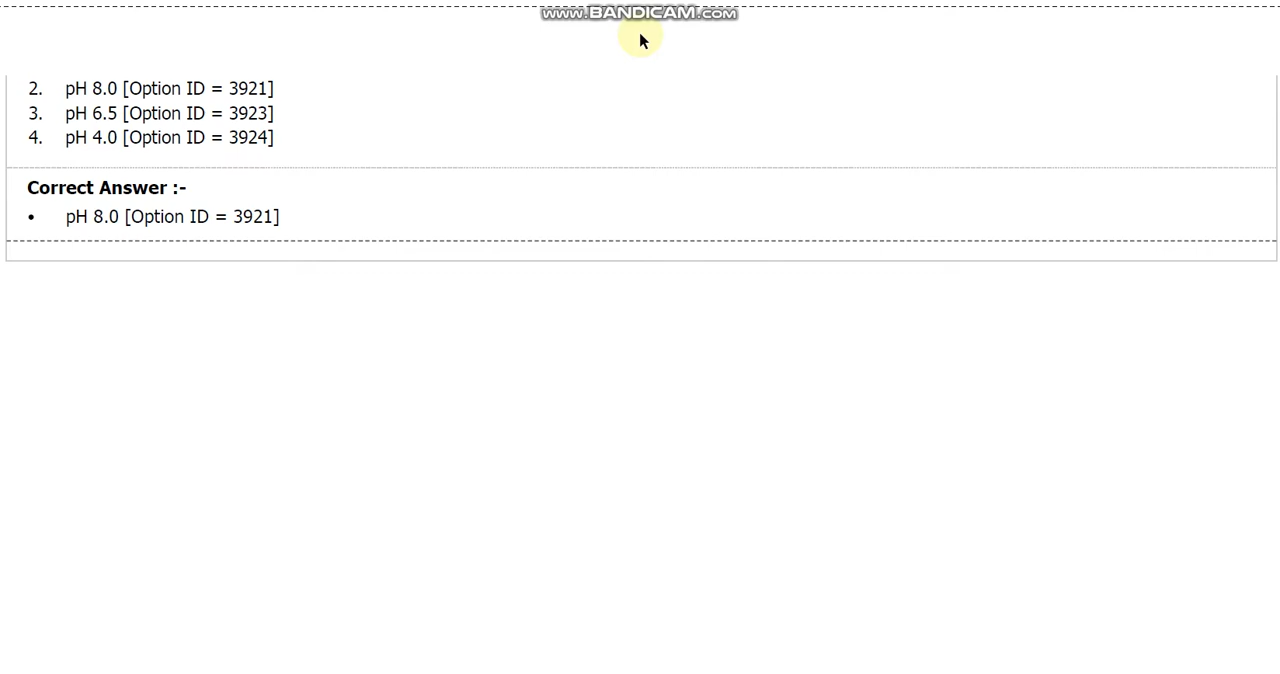 www.BANDICAM.com
2. pH 8.0 [Option ID = 3921]
3. pH 6.5 [Option ID = 3923]
4. pH 4.0 [Option ID = 3924]
Correct Answer :-
• pH 8.0 [Option ID = 3921]